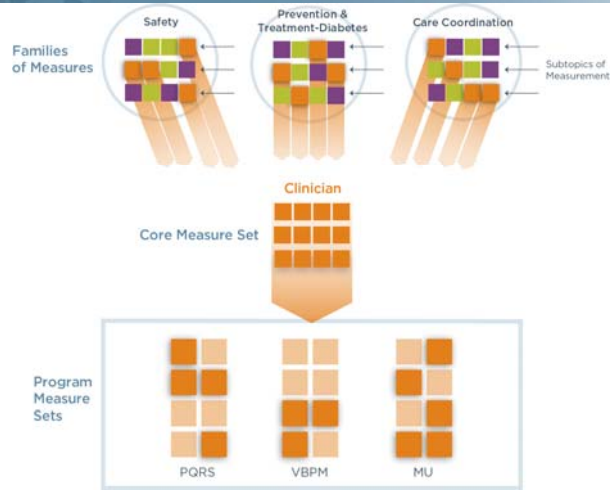 Safety
Prevention &
Treatment-Diabetes
Care Coordination
Families
of Measures
Subtopics of
Measurement
Clinician
Core Measure Set
Program
Measure
Sets
PQRS
VBPM
MU